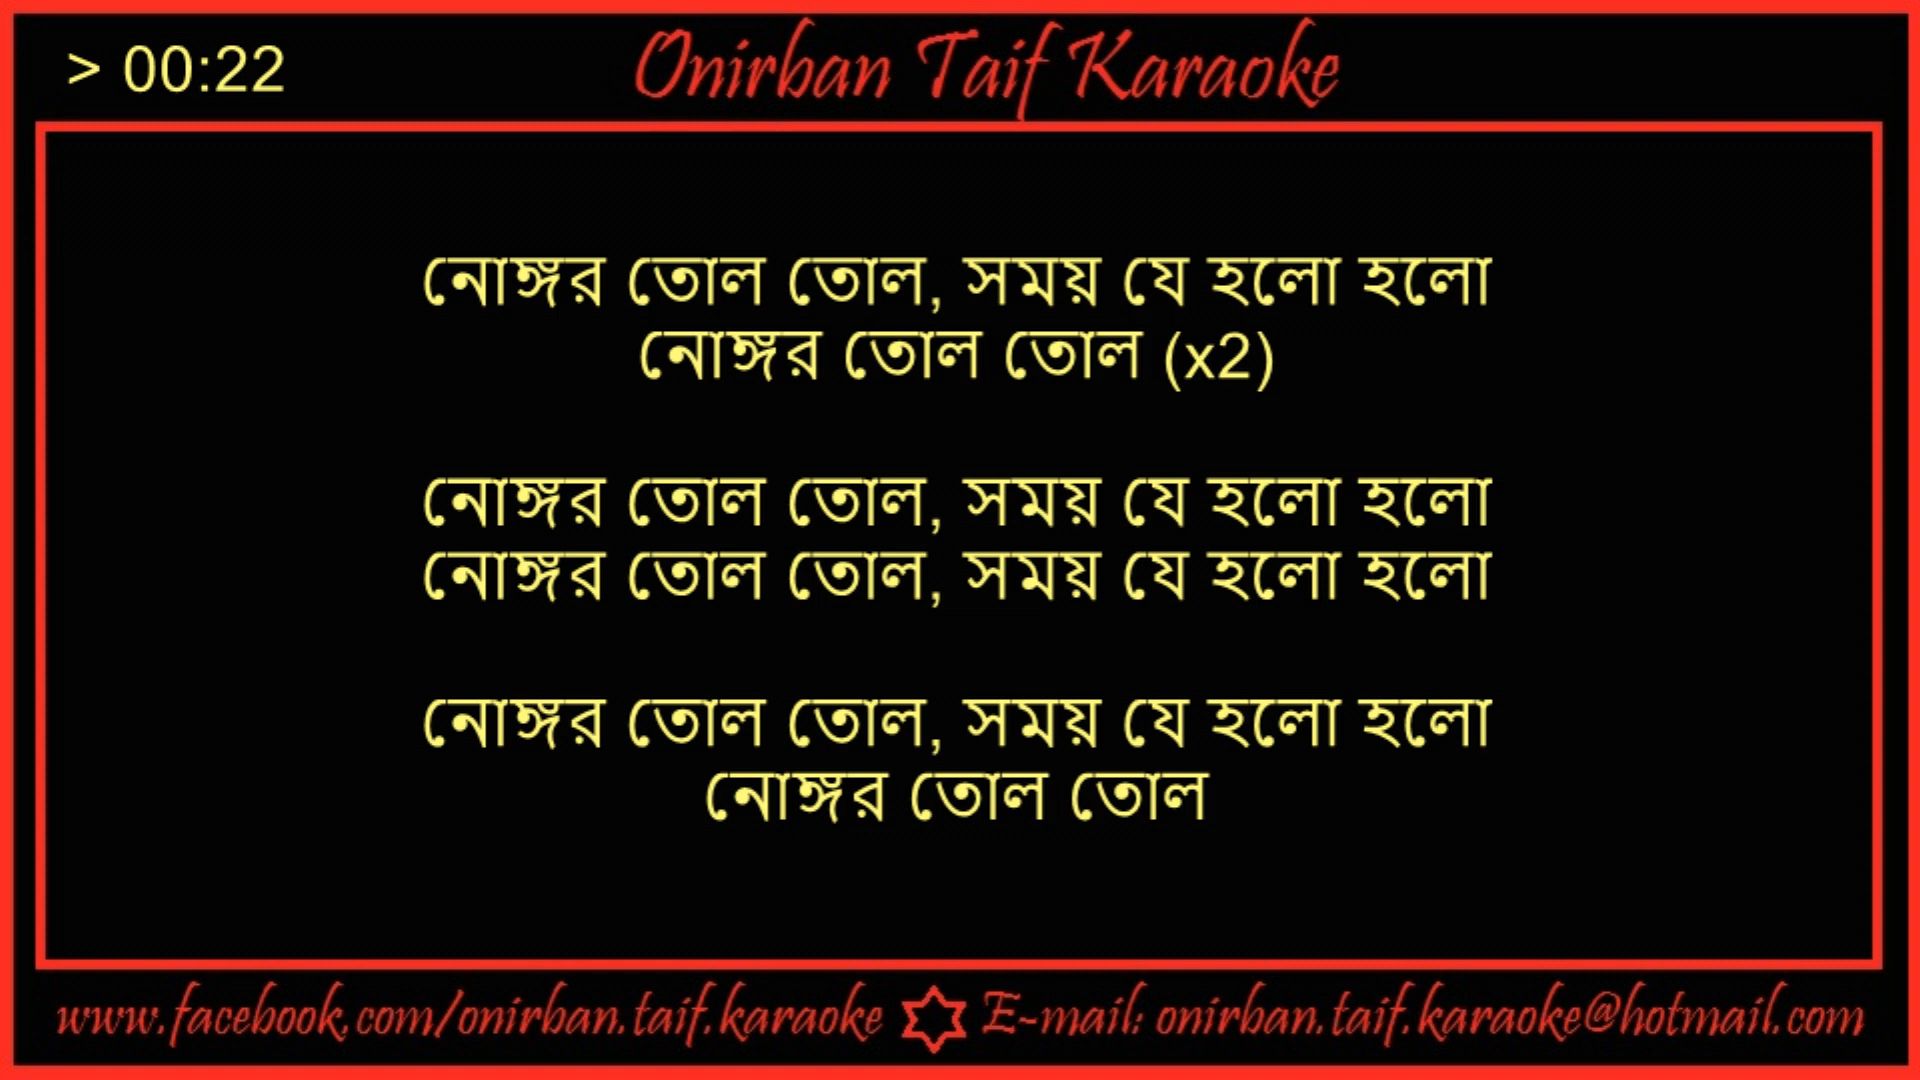 > 00:22
Onirban Taif Karaoke
নোঙ্গর তোল তোল, সময় যে হলো হলো
নোঙ্গর তোল তোল (x2)
নোঙ্গর তোল তোল, সময় যে হলো হলো
নোঙ্গর তোল তোল, সময় যে হলো হলো
নোঙ্গর তোল তোল, সময় যে হলো হলো
নোঙ্গর তোল তোল
www.facebook.com/onirban.taif.karaoke E-mail: onirban.taif.karaoke@hotmail.com